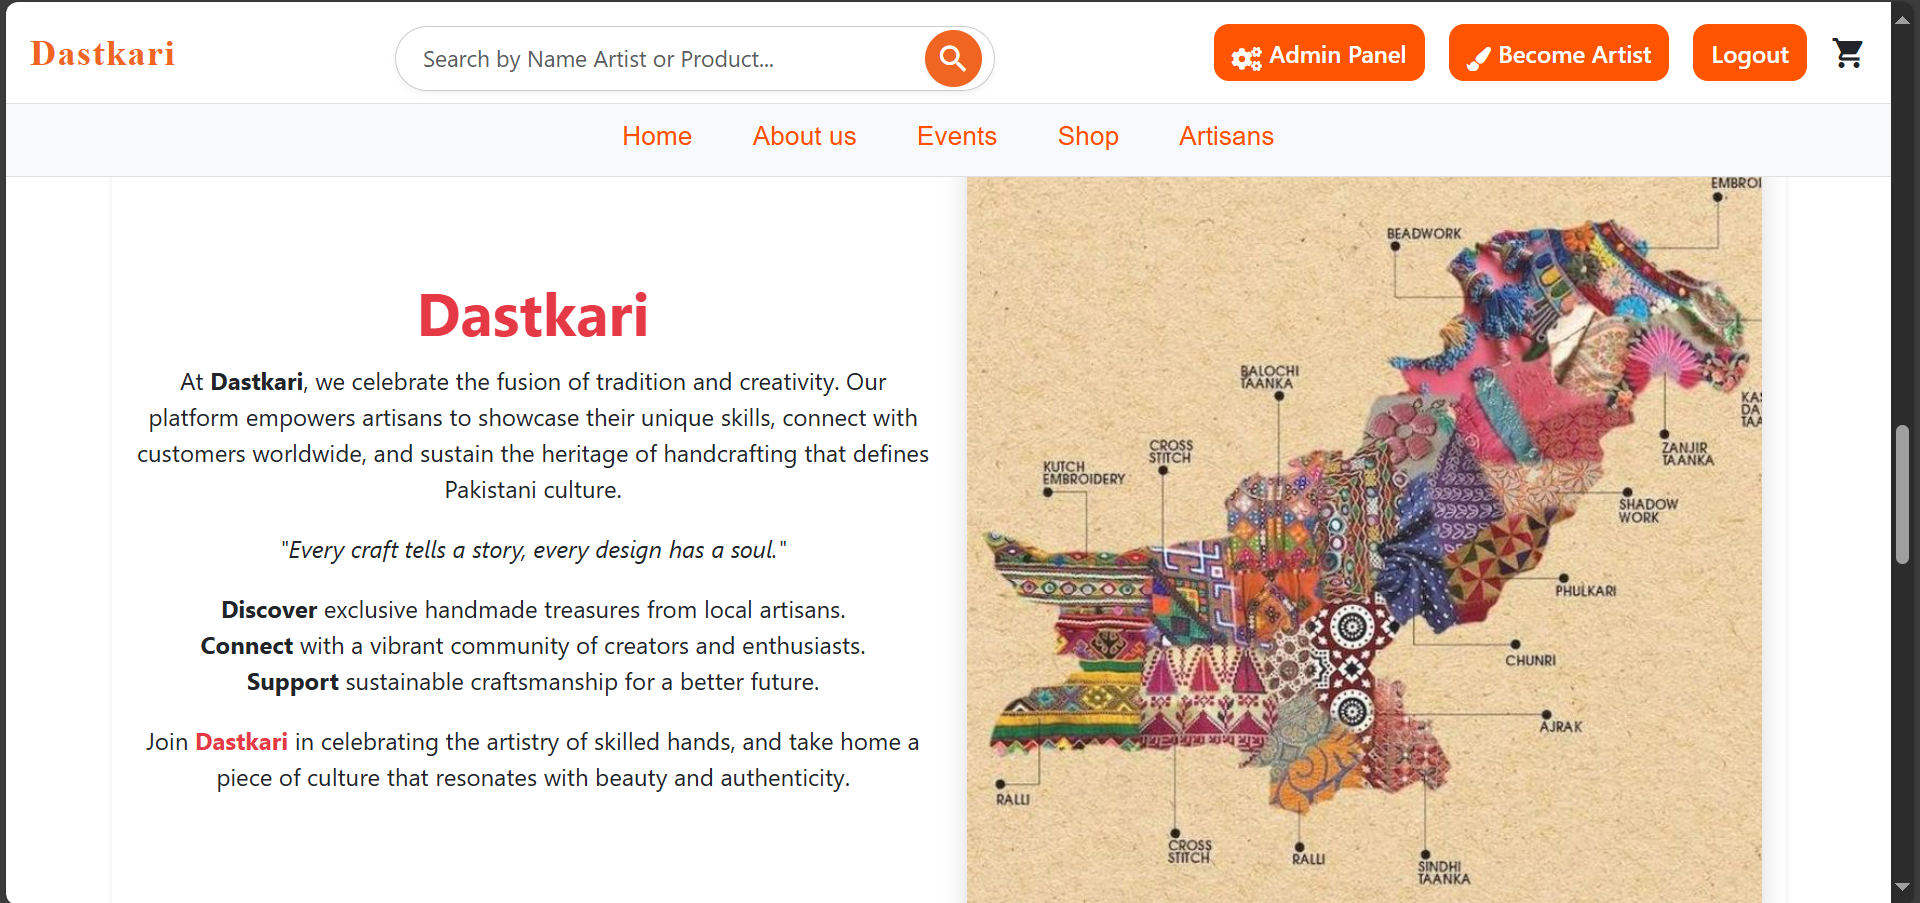 Dastkari
Search by Name Artist or Product...
Admin Panel
Become Artist
Logout
Home
About us
Events
Shop
Artisans
Dastkari
At Dastkari, we celebrate the fusion of tradition and creativity. Our
platform empowers artisans to showcase their unique skills, connect with
customers worldwide, and sustain the heritage of handcrafting that defines
Pakistani culture.
"Every craft tells a story, every design has a soul."
Discover exclusive handmade treasures from local artisans.
Connect with a vibrant community of creators and enthusiasts.
Support sustainable craftsmanship for a better future.
Join Dastkari in celebrating the artistry of skilled hands, and take home a
piece of culture that resonates with beauty and authenticity.
BEADWORK
BALOCHI
TAANKA
CROSS
STITCH
KUTCH
EMBROIDERY
ZANJIR
TAANKA
SHADOW
WORK
PHULKARI
CHUNRI
AJRAK
RALLI
CROSS
STITCH
RALLI
SINDHI
TAANKA